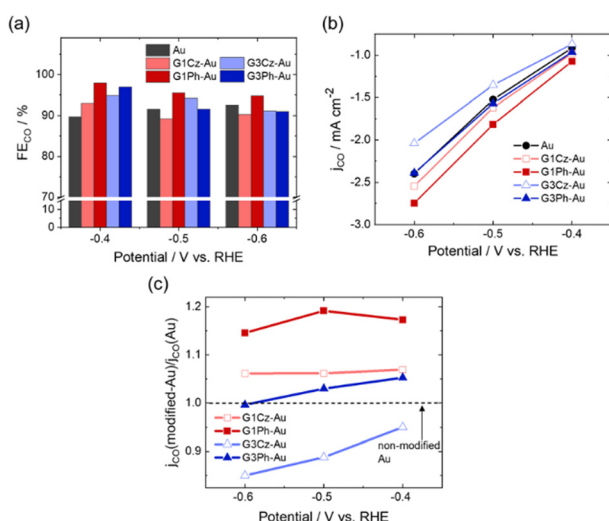 (a)
Au
G1Cz-Au
G3Cz-Au
G1Ph-Au
G3Ph-Au
FECO / %
100
90
80
70
10
0
-0.4
-0.5
-0.6
Potential / V vs. RHE
(b)
jCO / mA cm-2
-1.0
-1.5
-2.0
-2.5
-3.0
Au
G1Cz-Au
G1Ph-Au
G3Cz-Au
G3Ph-Au
-0.6
-0.5
-0.4
Potential / V vs. RHE
(c)
jCO(modified-Au)/jCO(Au)
1.2
1.1
1.0
0.9
G1Cz-Au
G1Ph-Au
G3Cz-Au
G3Ph-Au
non-modified
Au
-0.6
-0.5
-0.4
Potential / V vs. RHE